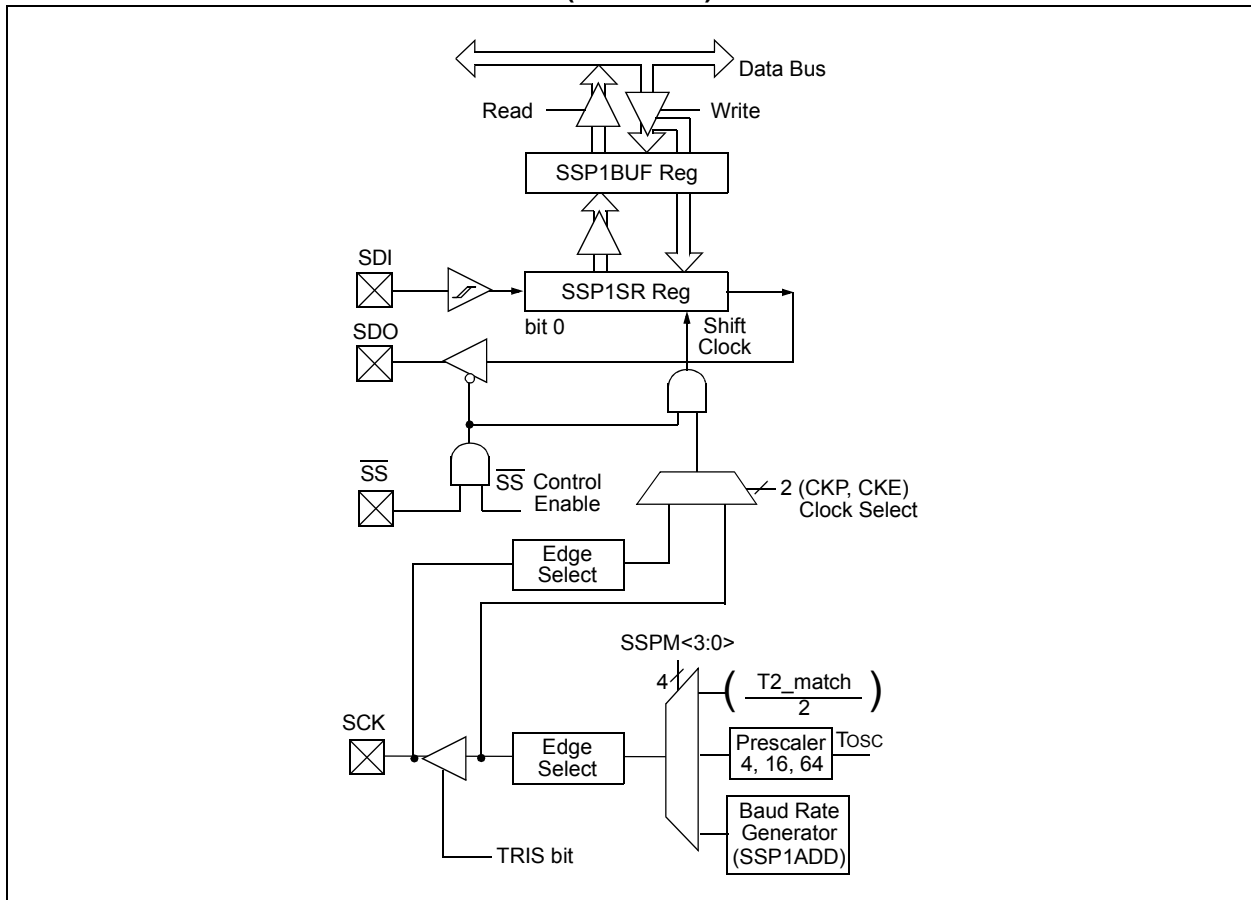 Data Bus
Read
Write
SSP1BUF Reg
SDI
SSP1SR Reg
bit 0
Shift
Clock
SDO
SS
SS Control
Enable
2 (CKP, CKE)
Clock Select
Edge
Select
SSPM<3:0>
4
( T2_match )
2
SCK
Edge
Select
Prescaler
4, 16, 64
TOSC
Baud Rate
Generator
(SSP1ADD)
TRIS bit